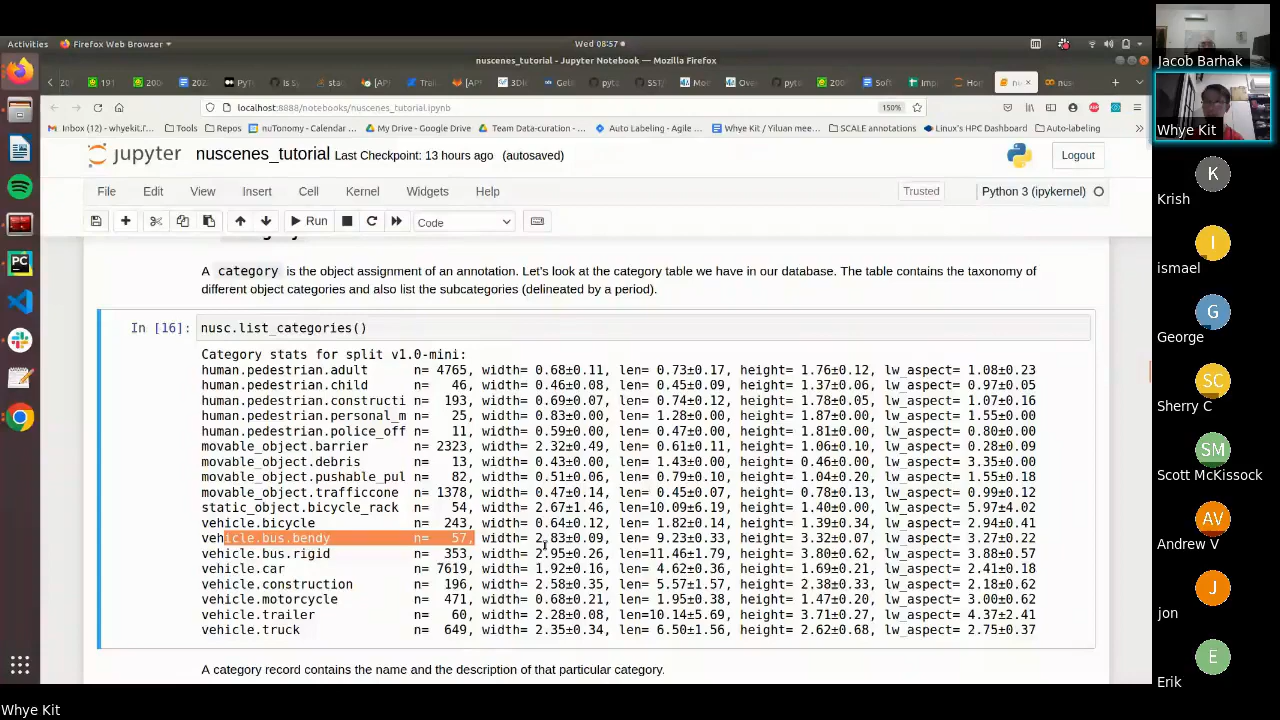 Activities
Firefox Web Browser
Wed 08:57
nuscenes_tutorial - Jupyter Notebook — Mozilla Firefox
localhost:8888/notebooks/nuscenes_tutorial.ipynb
150%
Inbox (12) - whyekit.f...
Tools
Repos
nuTonomy - Calendar ...
My Drive - Google Drive
Team Data-curation - ...
Auto Labeling - Agile ...
Whye Kit / Yiluan mee...
SCALE annotations
Linux's HPC Dashboard
Auto-labeling
jupyter
nuscenes_tutorial
Last Checkpoint: 13 hours ago
(autosaved)
Logout
File
Edit
View
Insert
Cell
Kernel
Widgets
Help
Trusted
Python 3 (ipykernel)
Run
Code
A category is the object assignment of an annotation. Let's look at the category table we have in our database. The table contains the taxonomy of
different object categories and also list the subcategories (delineated by a period).
In [16]:
nusc.list_categories()
Category stats for split v1.0-mini:
human.pedestrian.adult n= 4765, width= 0.68±0.11, len= 0.73±0.17, height= 1.76±0.12, lw_aspect= 1.08±0.23
human.pedestrian.child n= 46, width= 0.46±0.08, len= 0.45±0.09, height= 1.37±0.06, lw_aspect= 0.97±0.05
human.pedestrian.constructi n= 193, width= 0.69±0.07, len= 0.74±0.12, height= 1.78±0.05, lw_aspect= 1.07±0.16
human.pedestrian.personal_m n= 25, width= 0.83±0.00, len= 1.28±0.00, height= 1.87±0.00, lw_aspect= 1.55±0.00
human.pedestrian.police_off n= 11, width= 0.59±0.00, len= 0.47±0.00, height= 1.81±0.00, lw_aspect= 0.80±0.00
movable_object.barrier n= 2323, width= 2.32±0.49, len= 0.61±0.11, height= 1.06±0.10, lw_aspect= 0.28±0.09
movable_object.debris n= 13, width= 0.43±0.00, len= 1.43±0.00, height= 0.46±0.00, lw_aspect= 3.35±0.00
movable_object.pushable_pul n= 82, width= 0.51±0.06, len= 0.79±0.10, height= 1.04±0.20, lw_aspect= 1.55±0.18
movable_object.trafficcone n= 1378, width= 0.47±0.14, len= 0.45±0.07, height= 0.78±0.13, lw_aspect= 0.99±0.12
static_object.bicycle_rack n= 54, width= 2.67±1.46, len=10.09±6.19, height= 1.40±0.00, lw_aspect= 5.97±4.02
vehicle.bicycle n= 243, width= 0.64±0.12, len= 1.82±0.14, height= 1.39±0.34, lw_aspect= 2.94±0.41
vehicle.bus.bendy n= 57, width= 2.83±0.09, len= 9.23±0.33, height= 3.32±0.07, lw_aspect= 3.27±0.22
vehicle.bus.rigid n= 353, width= 2.95±0.26, len=11.46±1.79, height= 3.80±0.62, lw_aspect= 3.88±0.57
vehicle.car n= 7619, width= 1.92±0.16, len= 4.62±0.36, height= 1.69±0.21, lw_aspect= 2.41±0.18
vehicle.construction n= 196, width= 2.58±0.35, len= 5.57±1.57, height= 2.38±0.33, lw_aspect= 2.18±0.62
vehicle.motorcycle n= 471, width= 0.68±0.21, len= 1.95±0.38, height= 1.47±0.20, lw_aspect= 3.00±0.62
vehicle.trailer n= 60, width= 2.28±0.08, len=10.14±5.69, height= 3.71±0.27, lw_aspect= 4.37±2.41
vehicle.truck n= 649, width= 2.35±0.34, len= 6.50±1.56, height= 2.62±0.68, lw_aspect= 2.75±0.37
A category record contains the name and the description of that particular category.
Jacob Barhak
Whye Kit
K
Krish
I
ismael
G
George
SC
Sherry C
SM
Scott McKissock
AV
Andrew V
J
jon
E
Erik
Whye Kit